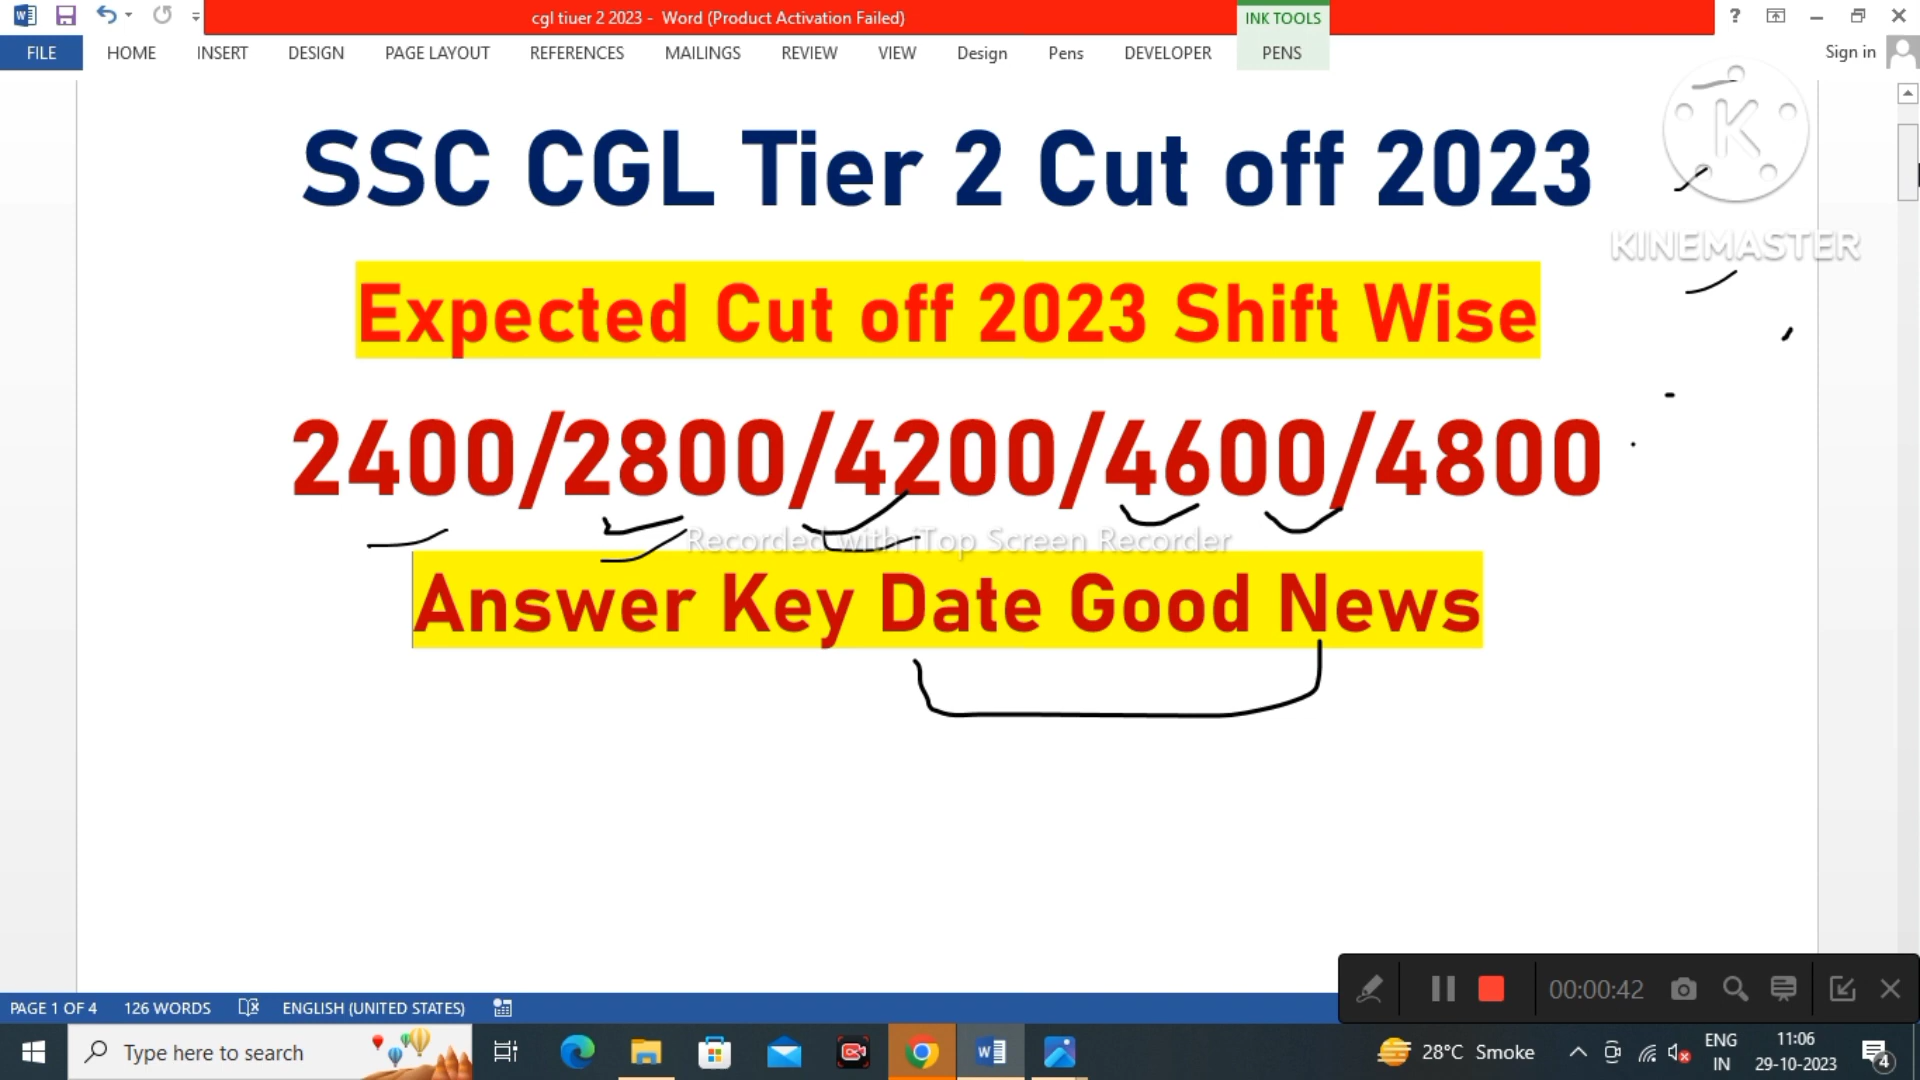 cgl tiuer 2 2023 - Word (Product Activation Failed)
INK TOOLS
?
FILE HOME INSERT DESIGN PAGE LAYOUT REFERENCES MAILINGS REVIEW VIEW Design Pens DEVELOPER PENS Sign in
SSC CGL Tier 2 Cut off 2023
K
KINEMASTER
Expected Cut off 2023 Shift Wise
2400/2800/4200/4600/4800
Recorded with iTop Screen Recorder
Answer Key Date Good News
00:00:42
PAGE 1 OF 4 126 WORDS ENGLISH (UNITED STATES)
Type here to search
28°C Smoke
ENG
IN
11:06
29-10-2023
4